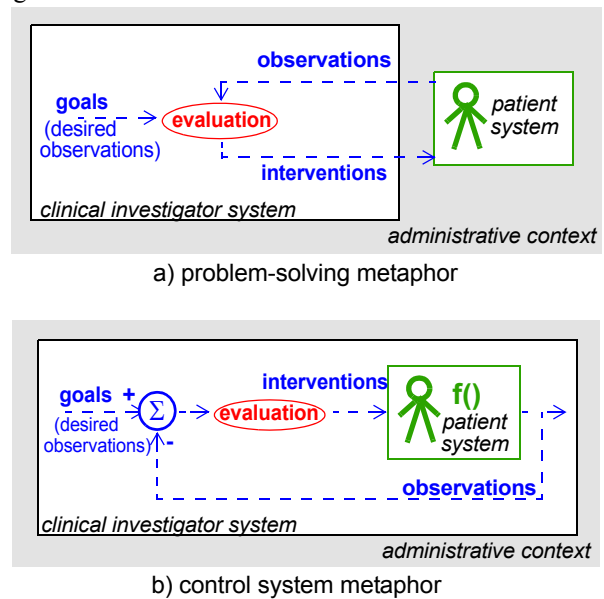 observations
goals
(desired
observations)
evaluation
patient
system
interventions
clinical investigator system
administrative context
a) problem-solving metaphor
goals +
(desired
observations)
Σ
-
evaluation
interventions
f()
patient
system
observations
clinical investigator system
administrative context
b) control system metaphor